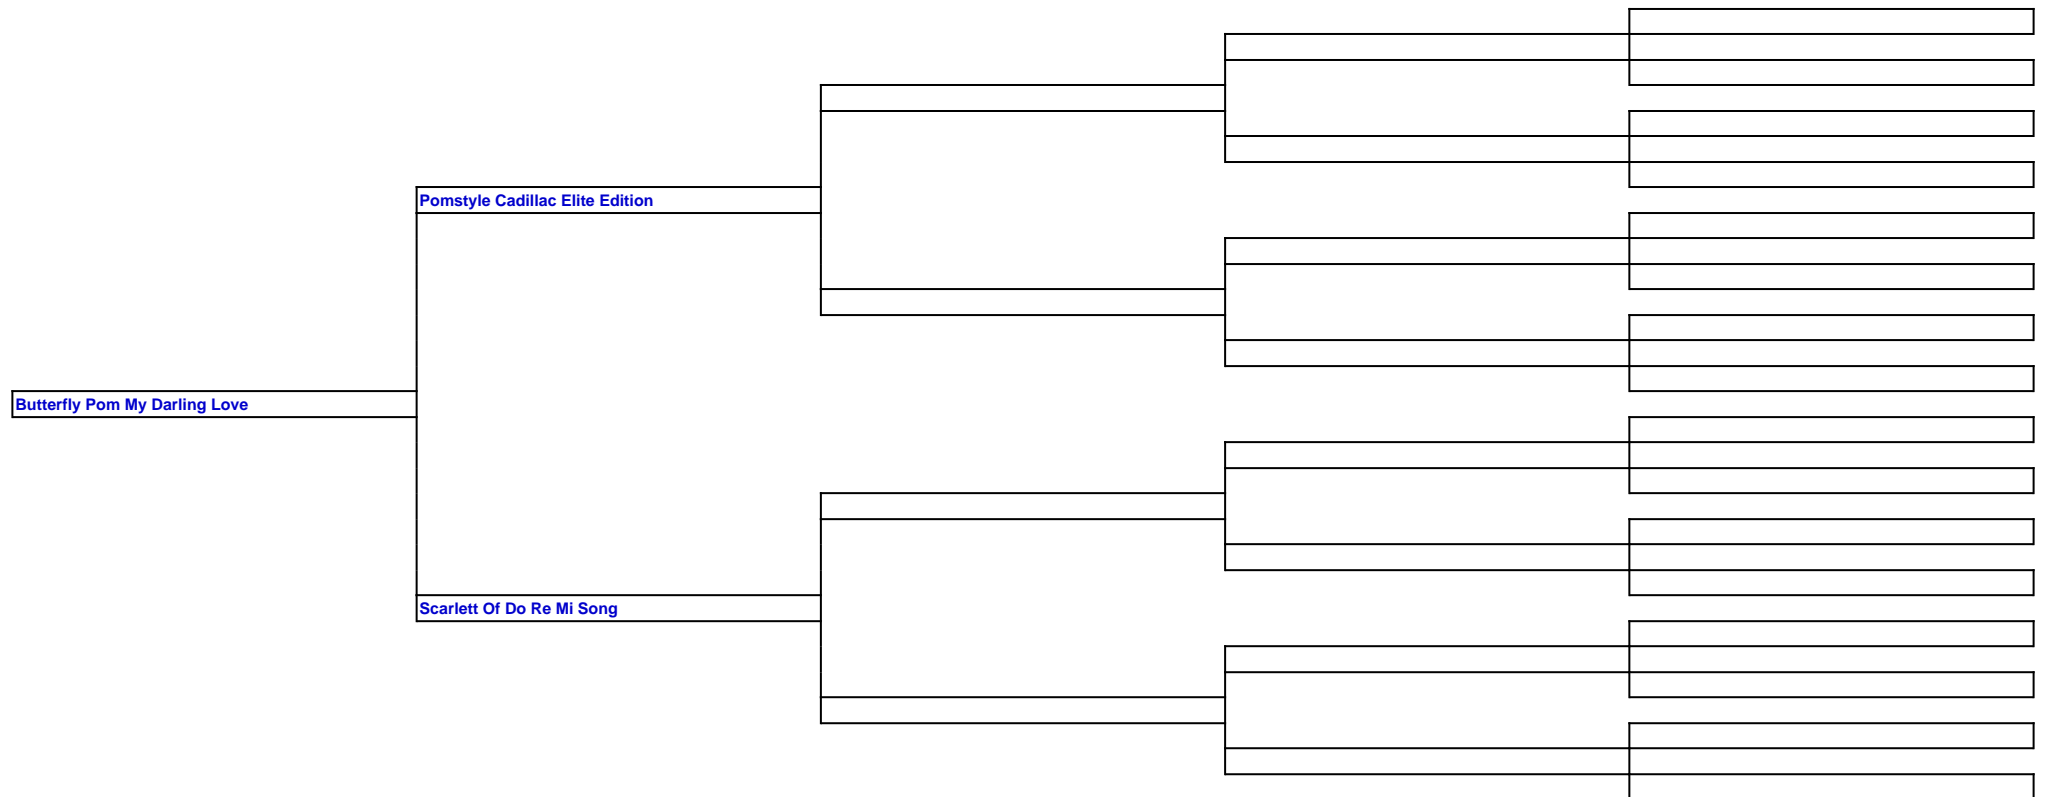 Pomstyle Cadillac Elite Edition
Butterfly Pom My Darling Love
Scarlett Of Do Re Mi Song